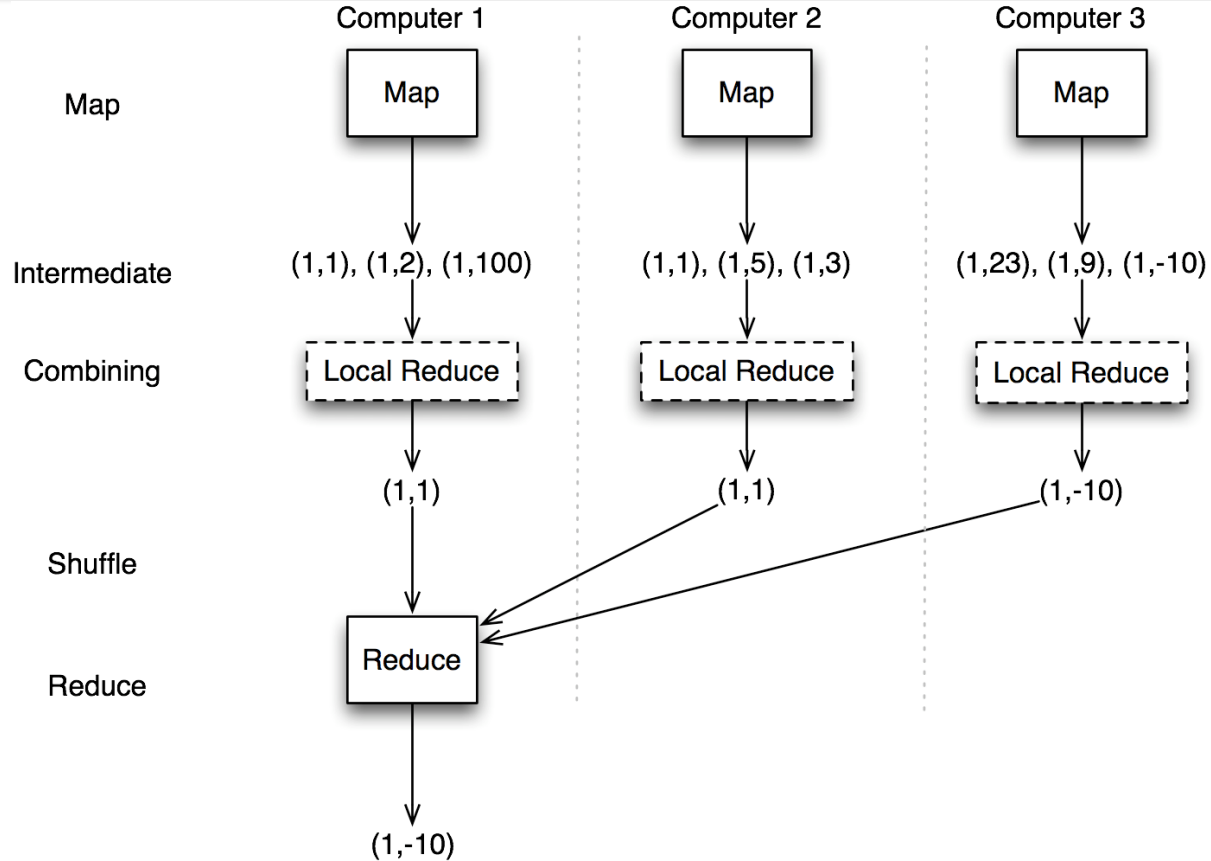 Computer 1 Computer 2 Computer 3
Map Map Map Map
Intermediate (1,1), (1,2), (1,100) (1,1), (1,5), (1,3) (1,23), (1,9), (1,-10)
Combining Local Reduce Local Reduce Local Reduce
(1,1) (1,1) (1,-10)
Shuffle
Reduce
Reduce
(1,-10)